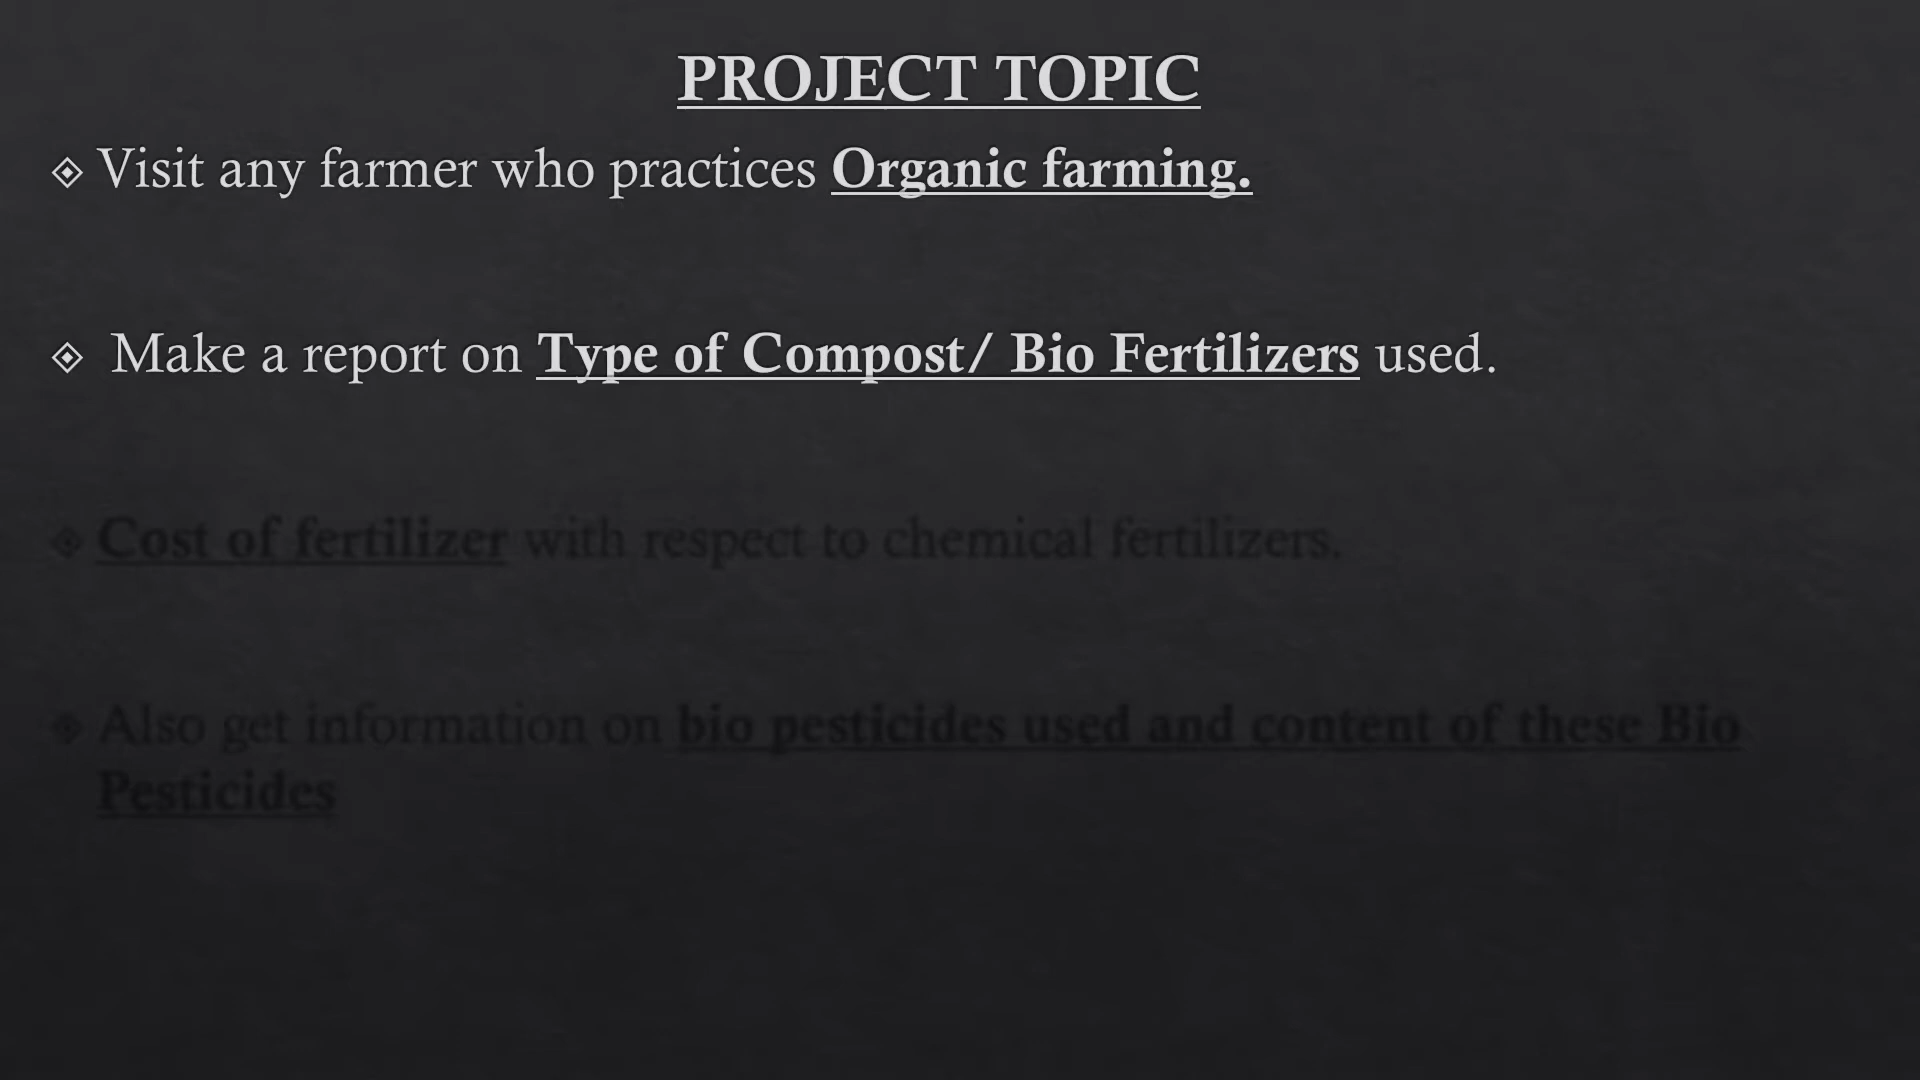 PROJECT TOPIC
Visit any farmer who practices Organic farming.
Make a report on Type of Compost/ Bio Fertilizers used.
Cost of fertilizer with respect to chemical fertilizers.
Also get information on bio pesticides used and content of these Bio
Pesticides